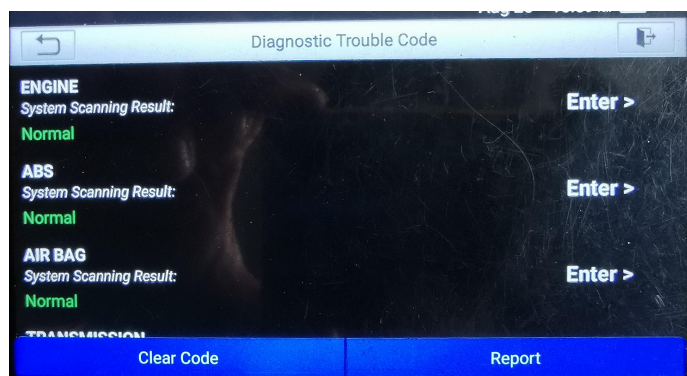 Diagnostic Trouble Code
ENGINE
System Scanning Result:
Enter >
Normal
ABS
System Scanning Result:
Enter >
Normal
AIR BAG
System Scanning Result:
Enter >
Normal
TRANSMISSION
Clear Code
Report